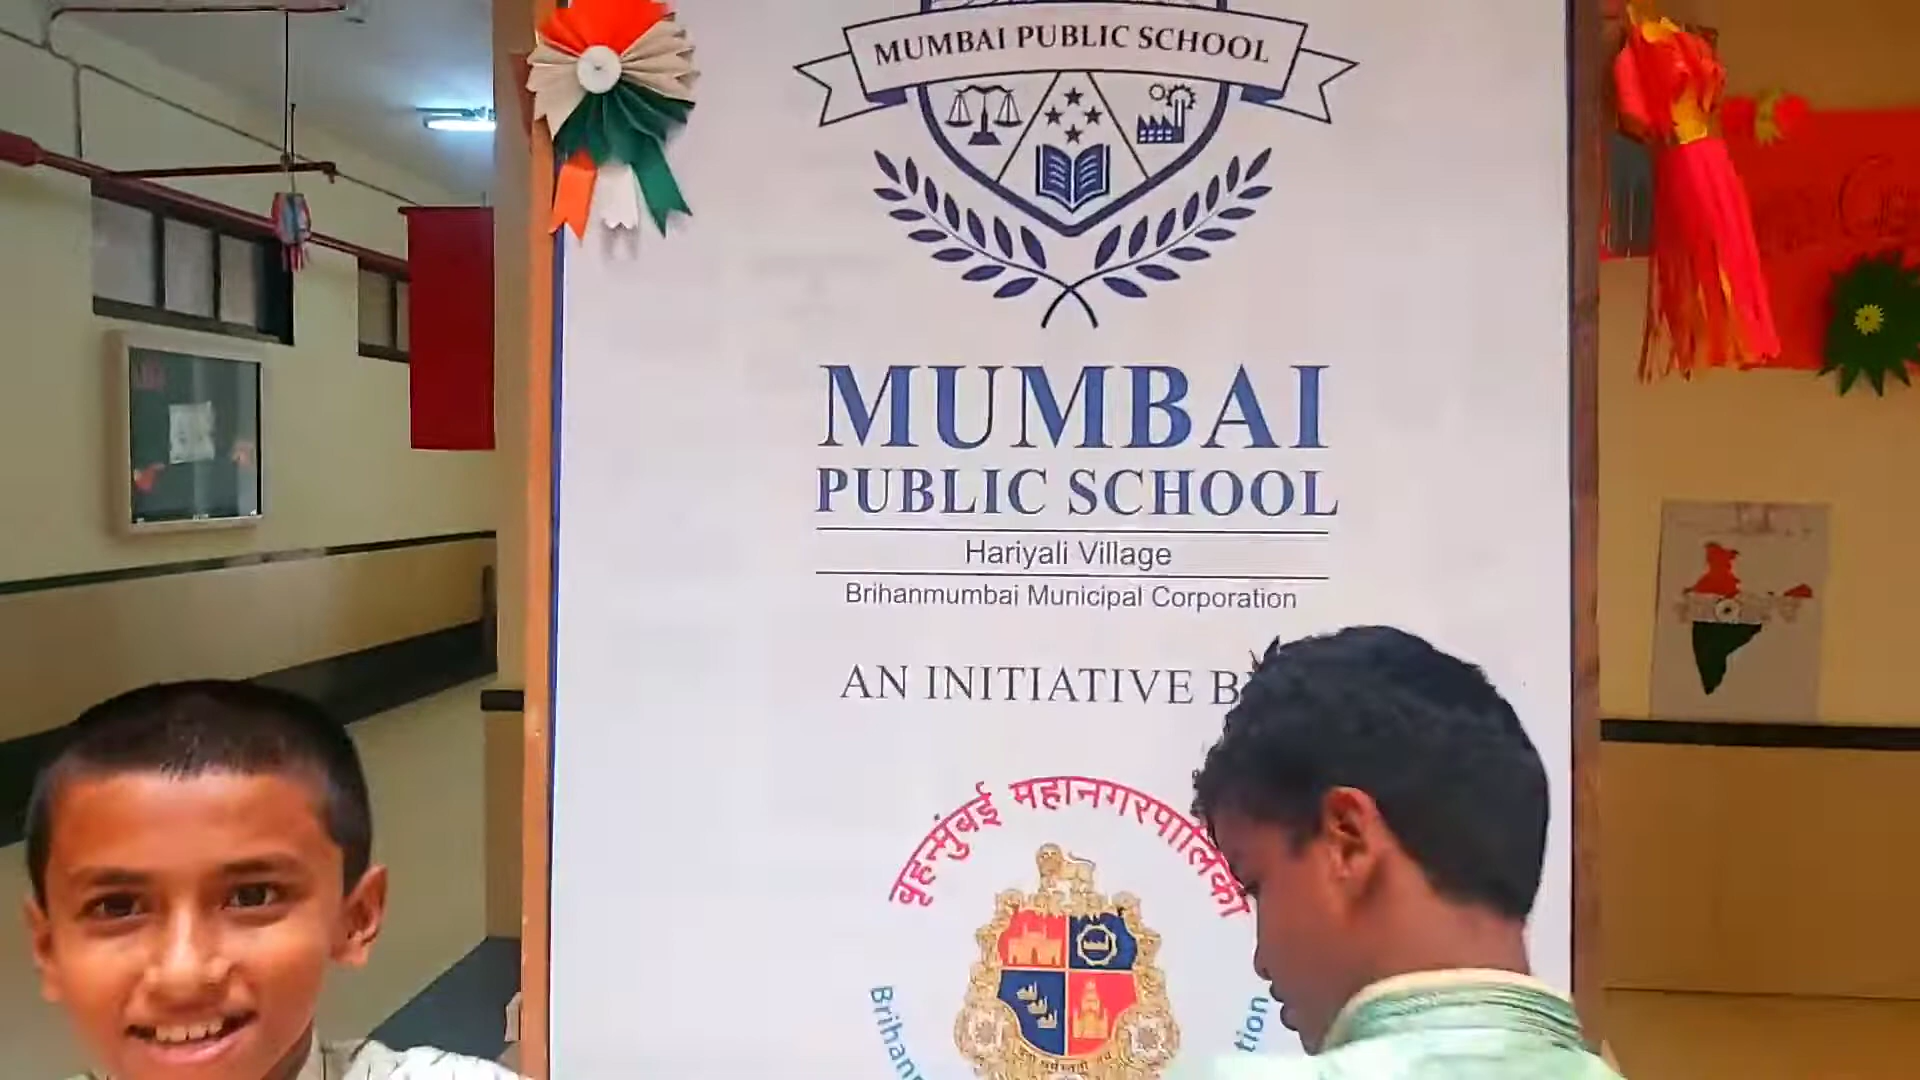 MUMBAI PUBLIC SCHOOL
MUMBAI
PUBLIC SCHOOL
Hariyali Village
Brihanmumbai Municipal Corporation
AN INITIATIVE
बृहन्मुंबई महानगरपालिका